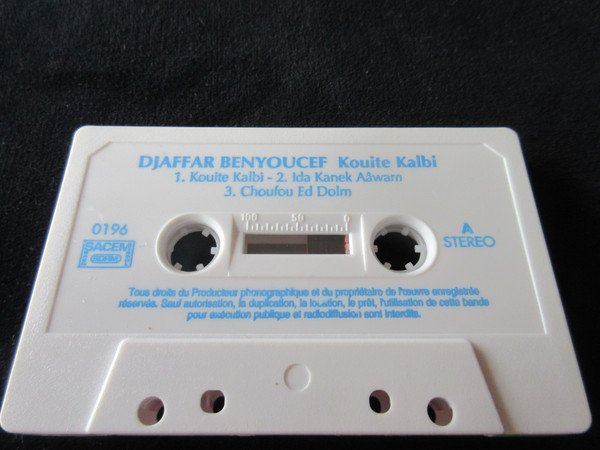 DJAFFAR BENYOUCEF Kouite Kalbi
1. Kouite Kalbi - 2. Ida Kanek Aâwam
3. Choufou Ed Dolm
100 50 0
0196
A
SACEM
SDRM
STEREO
Tous droits du Producteur phonographique et du propriétaire de l'œuvre enregistrée
réservés. Sauf autorisation, la duplication, la location, le prêt, l'utilisation de cette bande
pour exécution publique et radiodiffusion sont interdits.